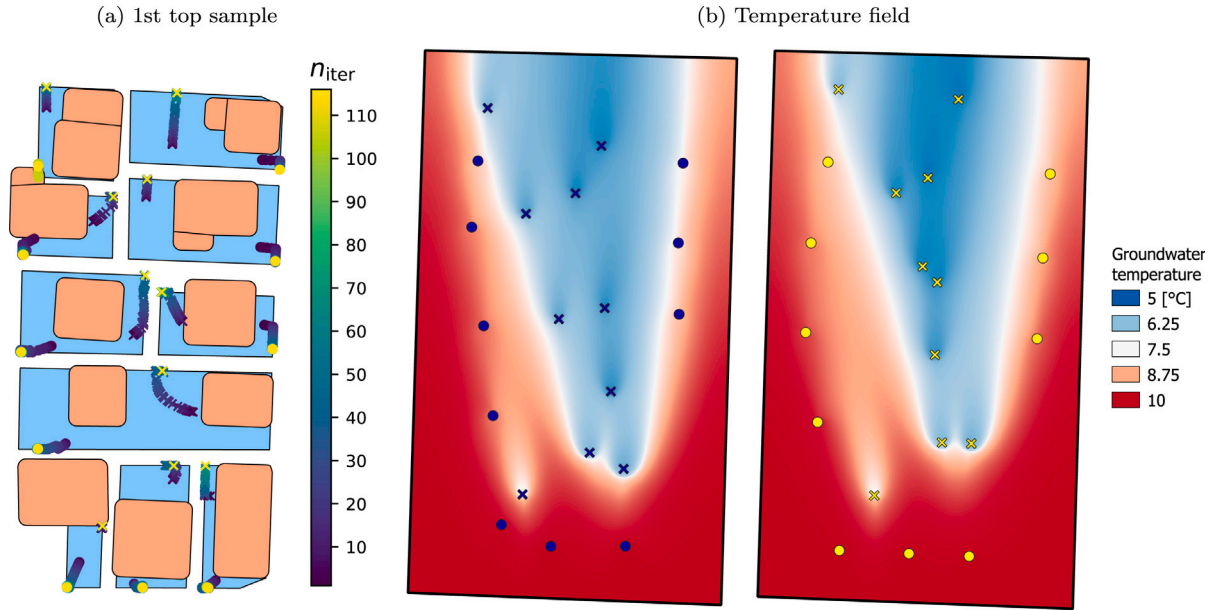 (a) 1st top sample
(b) Temperature field
n_iter
110
100
90
80
70
60
50
40
30
20
10
Groundwater
temperature
5 [°C]
6.25
7.5
8.75
10